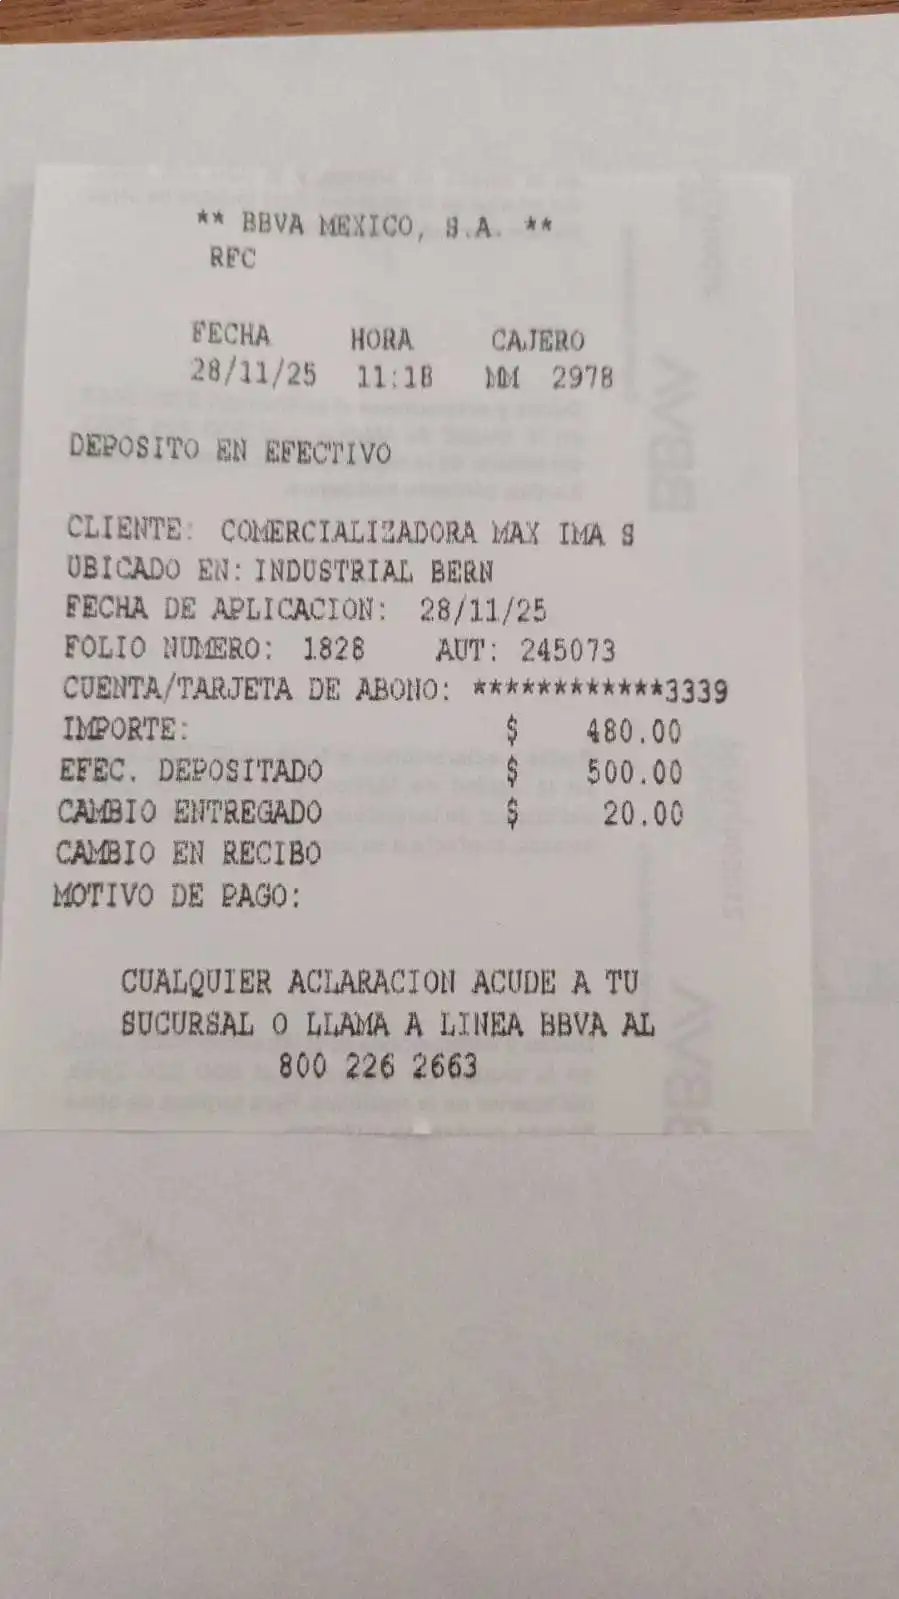 ** BBVA MEXICO, S.A. **
RFC
FECHA HORA CAJERO
28/11/25 11:18 MM 2978
DEPOSITO EN EFECTIVO
CLIENTE: COMERCIALIZADORA MAX IMA S
UBICADO EN: INDUSTRIAL BERN
FECHA DE APLICACION: 28/11/25
FOLIO NUMERO: 1828 AUT: 245073
CUENTA/TARJETA DE ABONO: ************3339
IMPORTE: $ 480.00
EFEC. DEPOSITADO $ 500.00
CAMBIO ENTREGADO $ 20.00
CAMBIO EN RECIBO
MOTIVO DE PAGO:
CUALQUIER ACLARACION ACUDE A TU
SUCURSAL O LLAMA A LINEA BBVA AL
800 226 2663
BBVA
BBVA